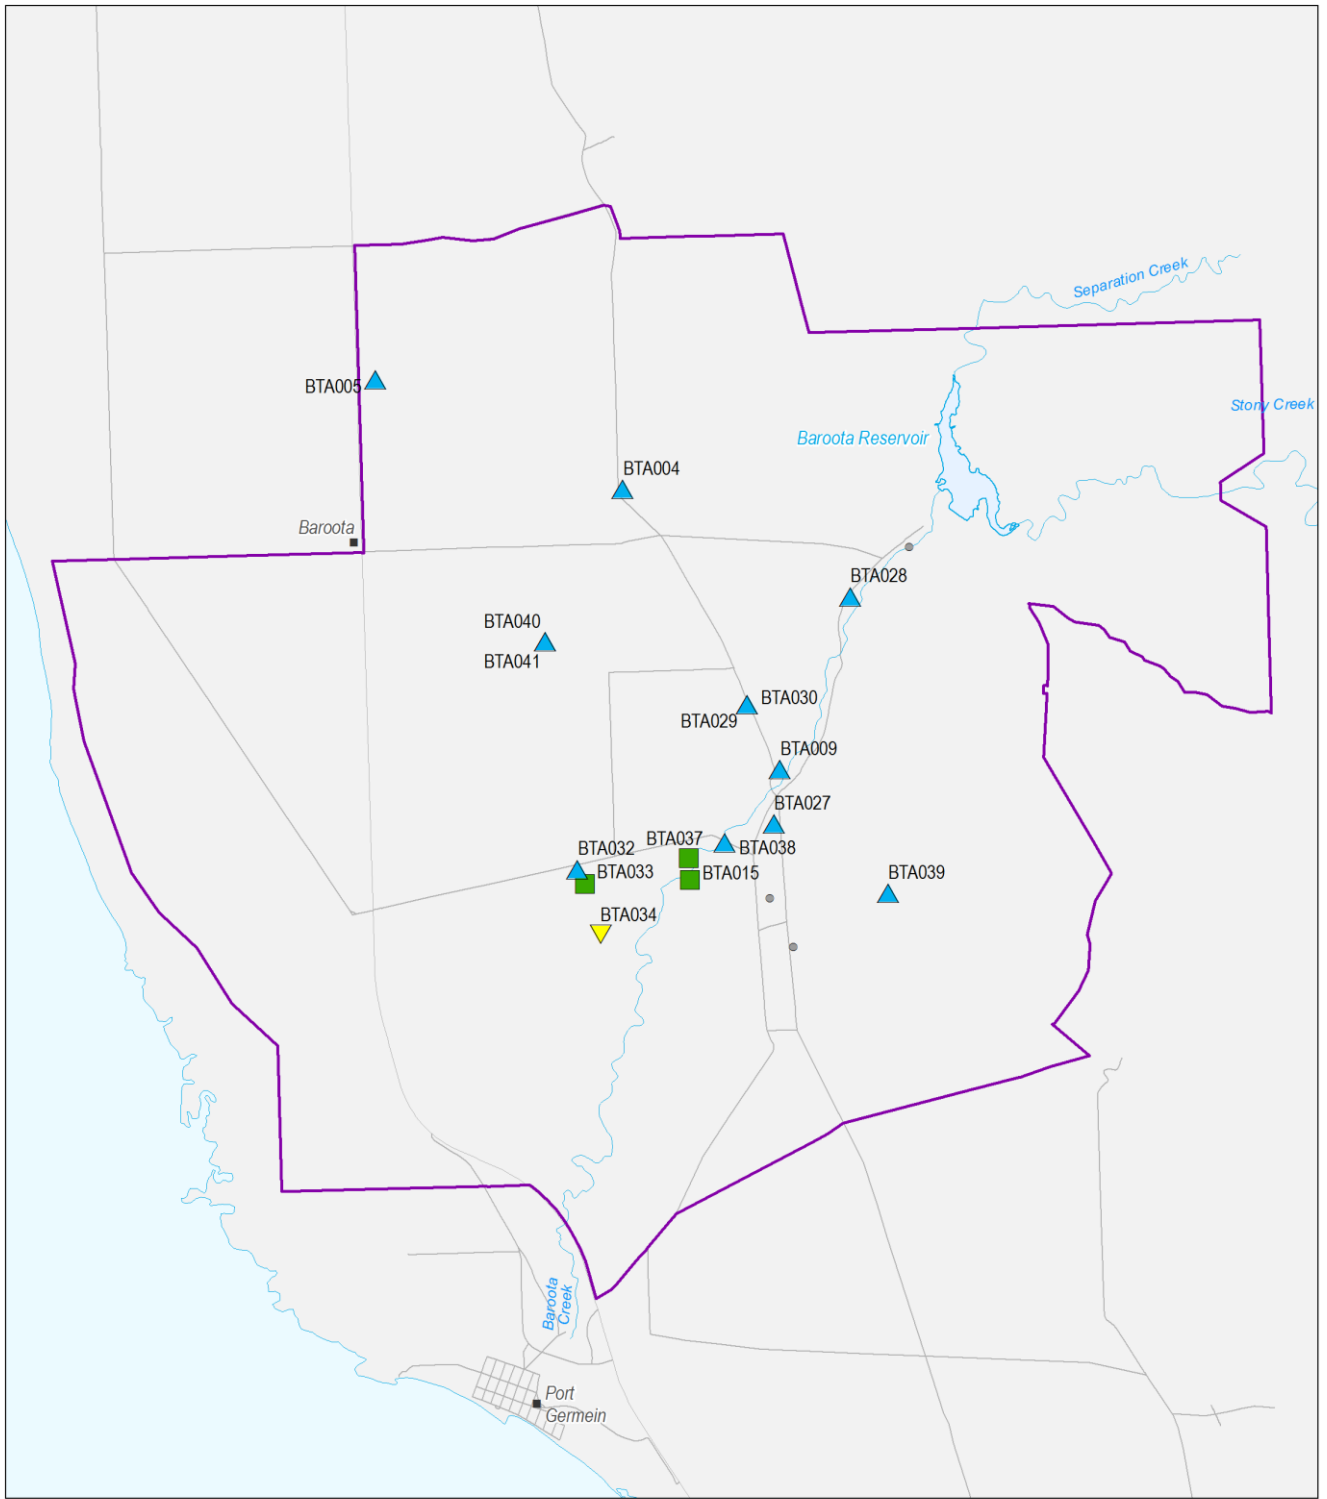 Separation Creek
BTA005
Stony Creek
Baroota Reservoir
BTA004
Baroota
BTA028
BTA040
BTA041
BTA030
BTA029
BTA009
BTA027
BTA037
BTA038
BTA032
BTA033
BTA015
BTA039
BTA034
Baroota
Creek
Port
Germein